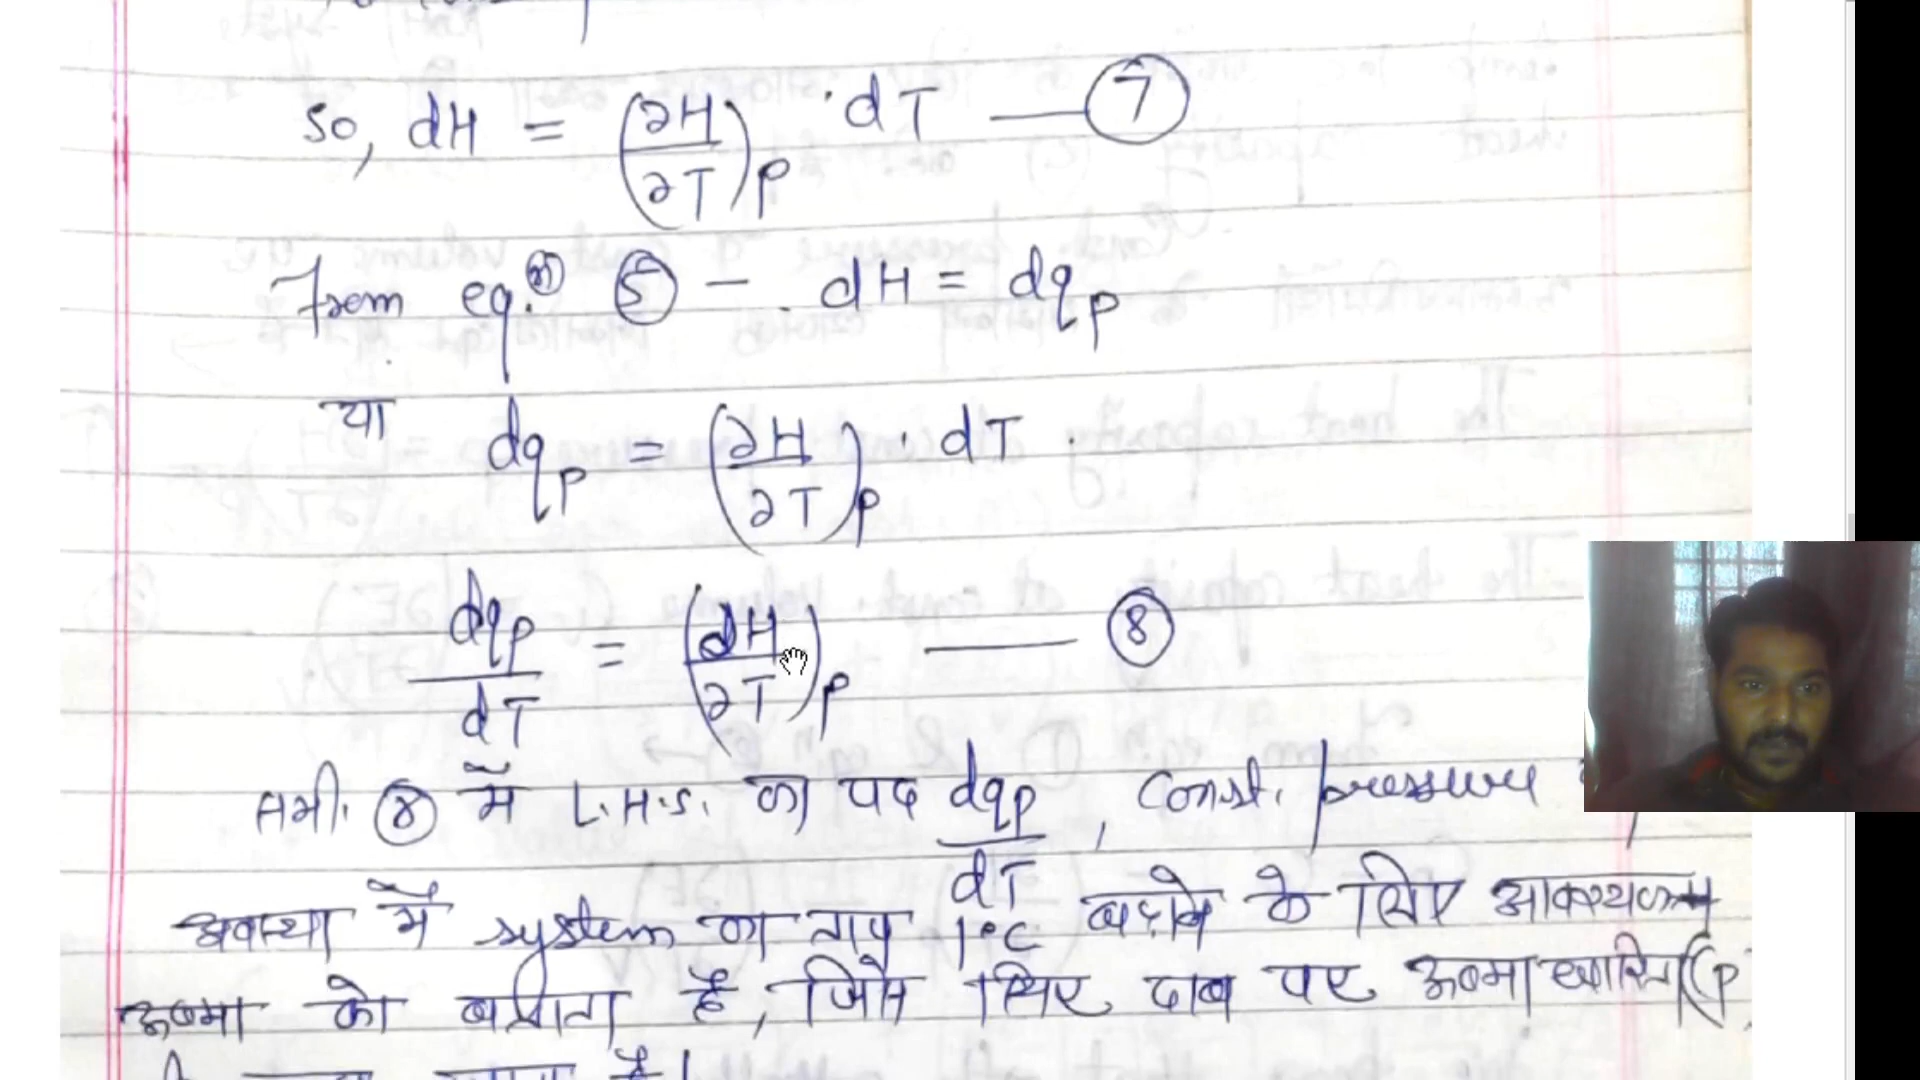 so, dH = (∂H/∂T)p · dT — ⑦
From eq.(n) ⑤ – dH = dqp
या dqp = (∂H/∂T)p · dT
dqp/dT = (dH/∂T)p — ⑧
समी. ⑧ में L.H.S. का पद dqp/dT, Const. pressure
अवस्था में system का ताप 1°C बढ़ाने के लिए आवश्यक
ऊष्मा को बताता है, जिसे स्थिर दाब पर ऊष्मा धारिता Cp
है।